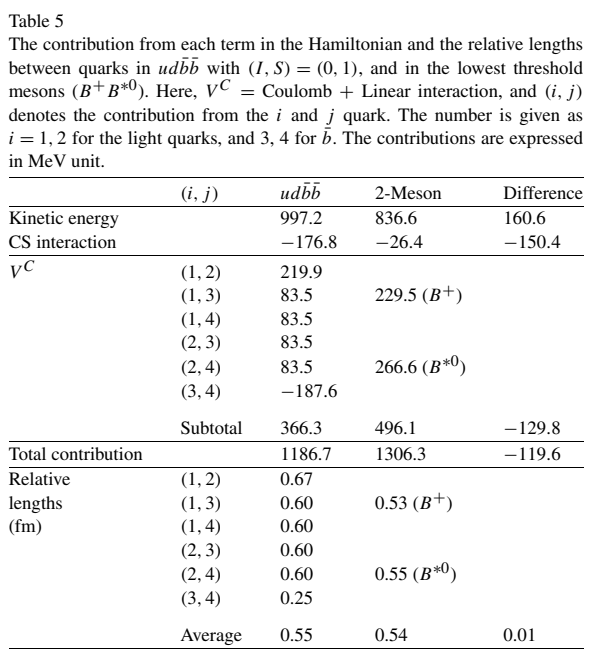 Table 5
The contribution from each term in the Hamiltonian and the relative lengths
between quarks in udb̄b̄ with (I, S) = (0, 1), and in the lowest threshold
mesons (B⁺B*⁰). Here, Vᶜ = Coulomb + Linear interaction, and (i, j)
denotes the contribution from the i and j quark. The number is given as
i = 1, 2 for the light quarks, and 3, 4 for b̄. The contributions are expressed
in MeV unit.
(i, j) udb̄b̄ 2-Meson Difference
Kinetic energy 997.2 836.6 160.6
CS interaction −176.8 −26.4 −150.4
Vᶜ (1, 2) 219.9
(1, 3) 83.5 229.5 (B⁺)
(1, 4) 83.5
(2, 3) 83.5
(2, 4) 83.5 266.6 (B*⁰)
(3, 4) −187.6
Subtotal 366.3 496.1 −129.8
Total contribution 1186.7 1306.3 −119.6
Relative (1, 2) 0.67
lengths (1, 3) 0.60 0.53 (B⁺)
(fm) (1, 4) 0.60
(2, 3) 0.60
(2, 4) 0.60 0.55 (B*⁰)
(3, 4) 0.25
Average 0.55 0.54 0.01